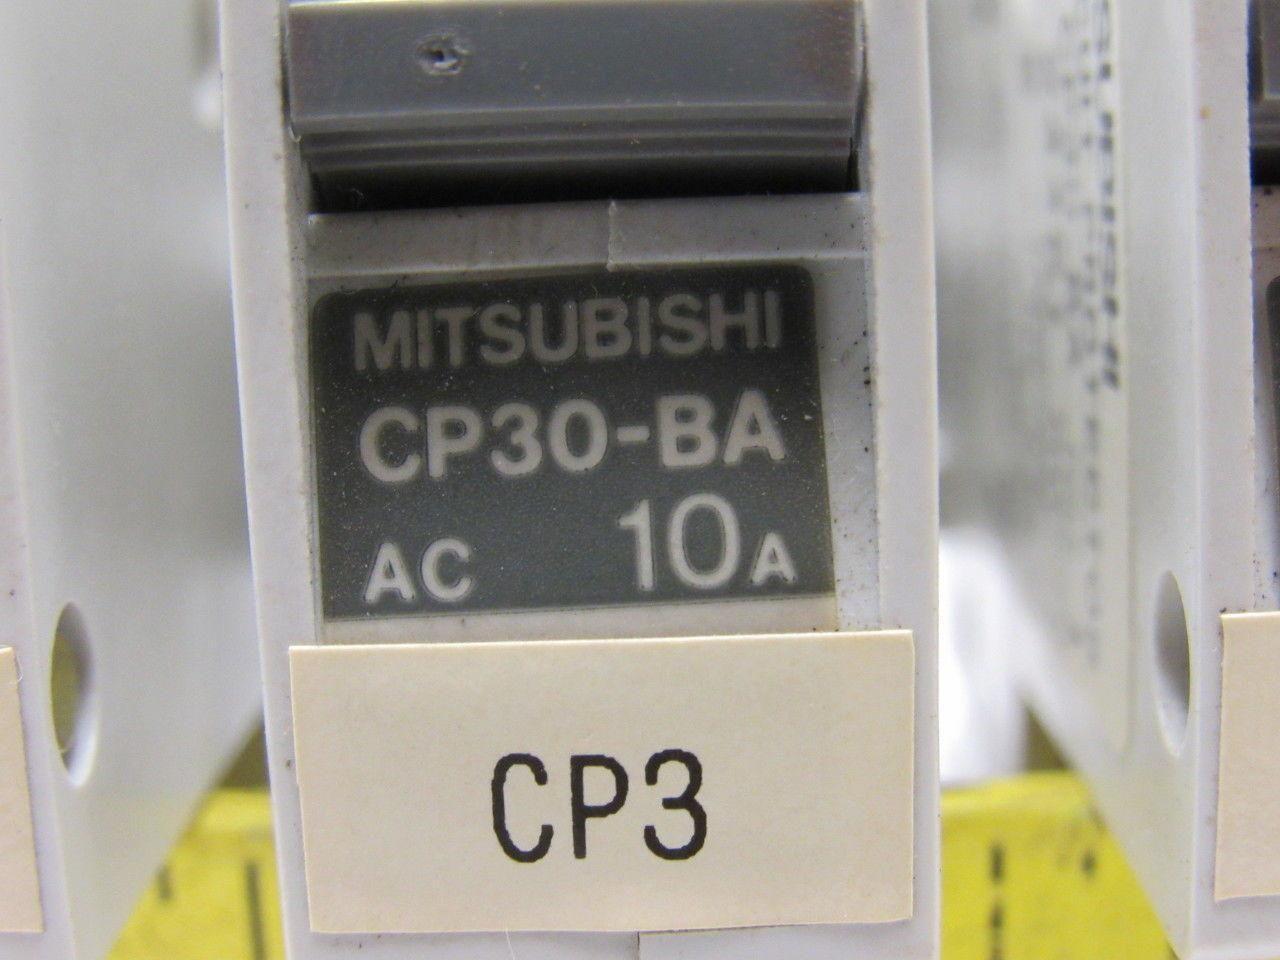 MITSUBISHI
CP30-BA
AC 10A
CP3